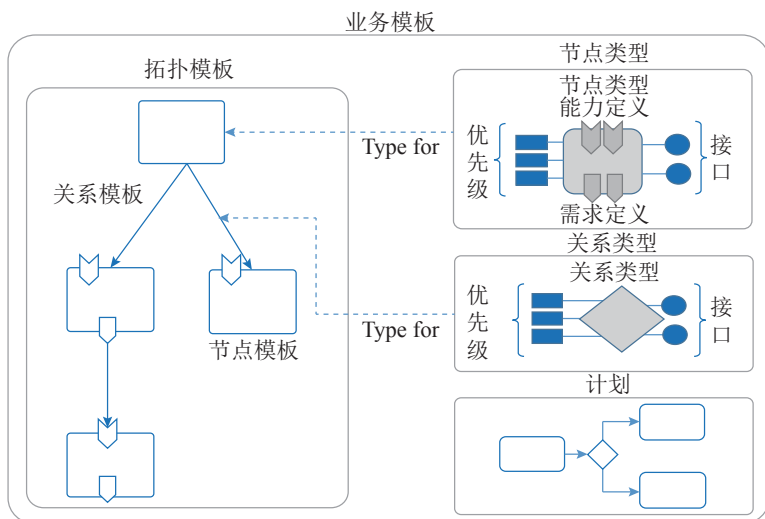 业务模板
拓扑模板
关系模板
节点模板
Type for
Type for
节点类型
节点类型
能力定义
优先级
接口
需求定义
关系类型
关系类型
优先级
接口
计划